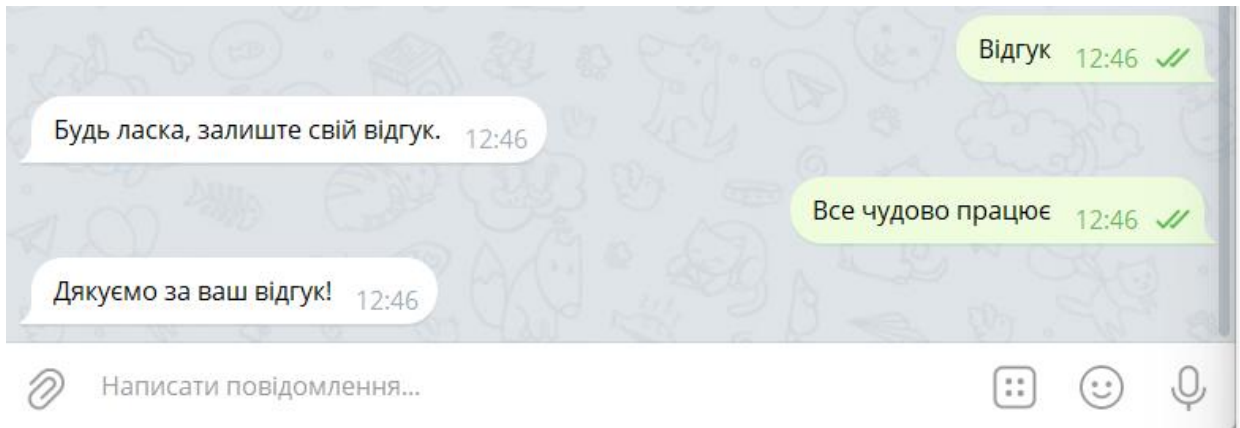 Відгук 12:46
Будь ласка, залиште свій відгук. 12:46
Все чудово працює 12:46
Дякуємо за ваш відгук! 12:46
Написати повідомлення...